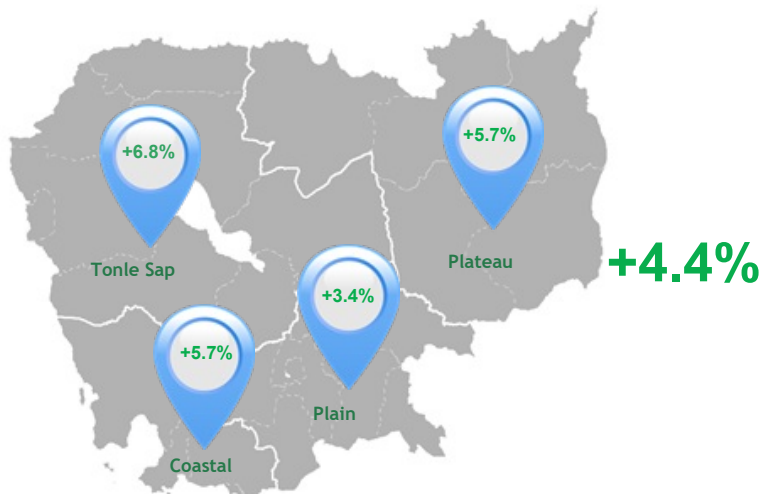 +6.8%
Tonle Sap
+5.7%
Plateau
+4.4%
+3.4%
Plain
+5.7%
Coastal